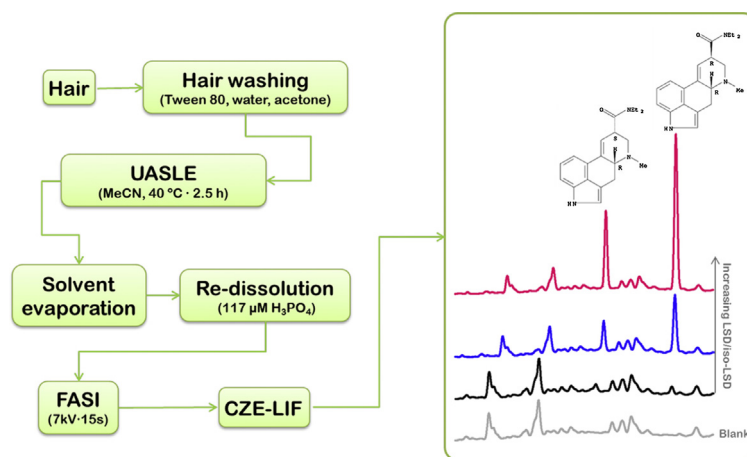 Hair
Hair washing
(Tween 80, water, acetone)
UASLE
(MeCN, 40 °C · 2.5 h)
Solvent
evaporation
Re-dissolution
(117 µM H₃PO₄)
FASI
(7kV·15s)
CZE-LIF
O
NEt₂
S
H
N
Me
R
HN
O
NEt₂
R
H
N
Me
R
HN
Increasing LSD/iso-LSD
Blank